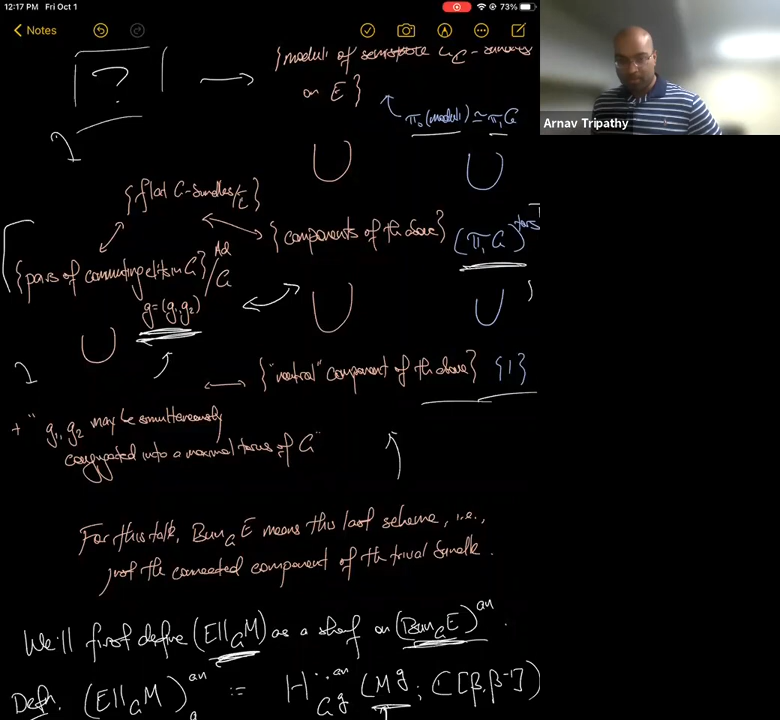 12:17 PM Fri Oct 1
73%
Notes
?
{moduli of semistable G_C-bundles
on E}
π₀(moduli) ≃ π₁G
{flat G-bundles/E}
{components of the above} (π₁G)^tors
{pairs of commuting elts in G}/G Ad
g=(g₁,g₂)
{"neutral" component of the above} {1}
+ "g₁, g₂ may be simultaneously
conjugated into a maximal torus of G"
For this talk, Bun_G E means this last scheme, i.e.,
just the connected component of the trivial bundle.
We'll first define (Ell_G M) as a sheaf on (Bun_G E)^an.
Defn. (Ell_G M)^an_g := H^{..an}_{G^g} (M^g; C[β, β⁻¹])
Arnav Tripathy